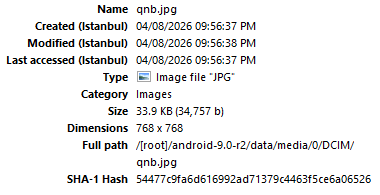 Name qnb.jpg
Created (Istanbul) 04/08/2026 09:56:37 PM
Modified (Istanbul) 04/08/2026 09:56:38 PM
Last accessed (Istanbul) 04/08/2026 09:56:37 PM
Type Image file "JPG"
Category Images
Size 33.9 KB (34,757 b)
Dimensions 768 x 768
Full path /[root]/android-9.0-r2/data/media/0/DCIM/
qnb.jpg
SHA-1 Hash 54477c9fa6d616992ad71379c4463f5ce6a06526